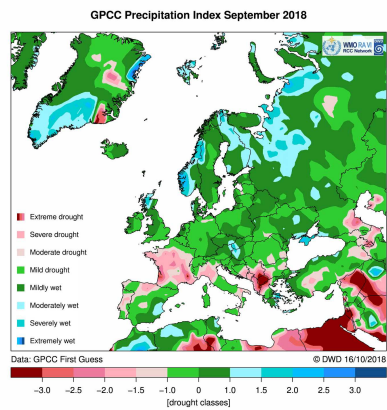 GPCC Precipitation Index September 2018
WMO RA VI
RCC Network
Extreme drought
Severe drought
Moderate drought
Mild drought
Mildly wet
Moderately wet
Severely wet
Extremely wet
Data: GPCC First Guess © DWD 16/10/2018
−3.0 −2.5 −2.0 −1.5 −1.0 0 1.0 1.5 2.0 2.5 3.0
[drought classes]